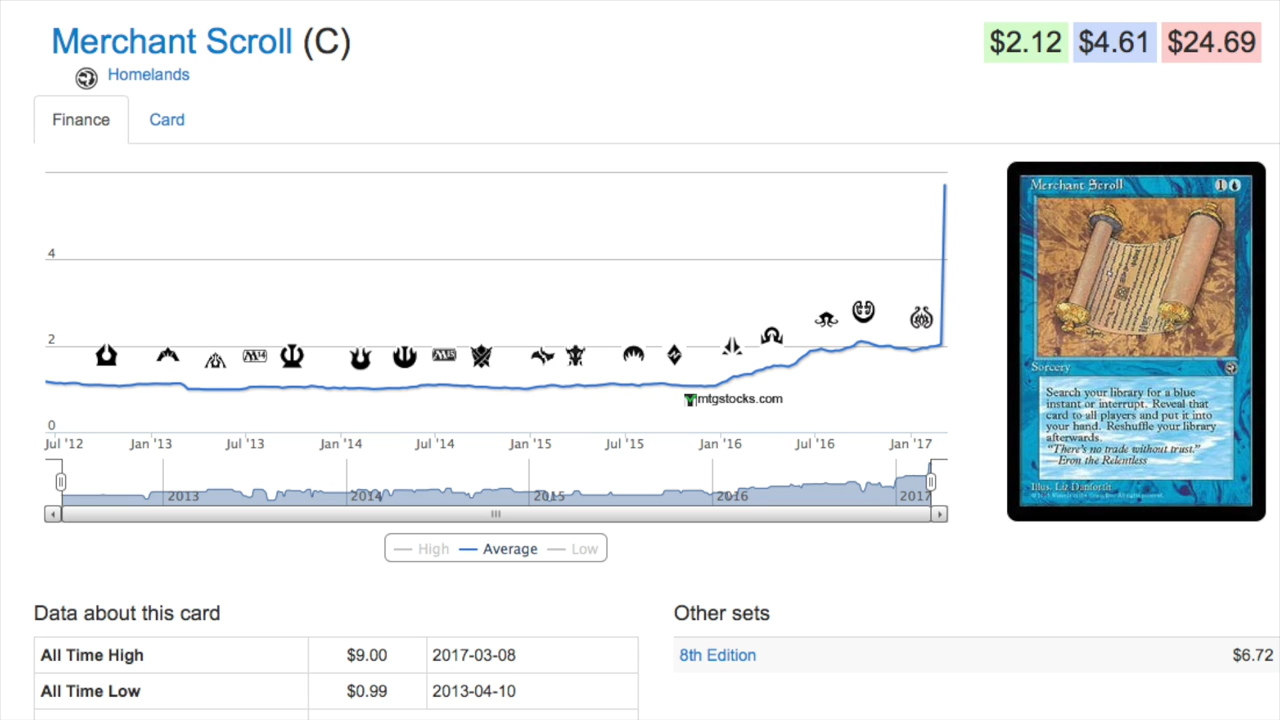 Merchant Scroll (C)
$2.12 $4.61 $24.69
Homelands
Finance
Card
4
2
0
M14
M15
mtgstocks.com
Jul '12 Jan '13 Jul '13 Jan '14 Jul '14 Jan '15 Jul '15 Jan '16 Jul '16 Jan '17
2013 2014 2015 2016 2017
High Average Low
Merchant Scroll 1
Sorcery
Search your library for a blue
instant or interrupt. Reveal that
card to all players and put it into
your hand. Reshuffle your library
afterwards.
"There's no trade without trust."
—Eron the Relentless
Illus. Liz Danforth
Data about this card
All Time High $9.00 2017-03-08
All Time Low $0.99 2013-04-10
Other sets
8th Edition $6.72